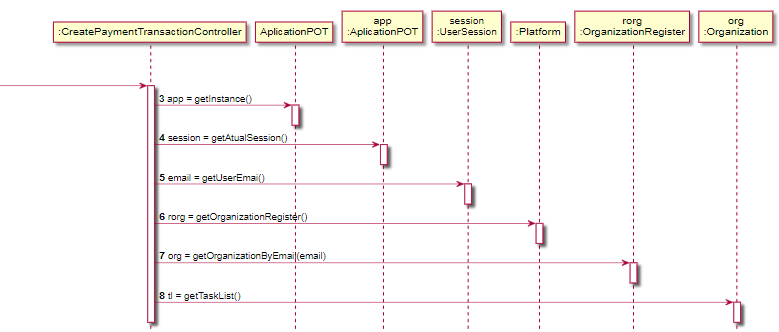 :CreatePaymentTransactionController
AplicationPOT
app
:AplicationPOT
session
:UserSession
:Platform
rorg
:OrganizationRegister
org
:Organization
3 app = getInstance()
4 session = getAtualSession()
5 email = getUserEmai()
6 rorg = getOrganizationRegister()
7 org = getOrganizationByEmail(email)
8 tl = getTaskList()